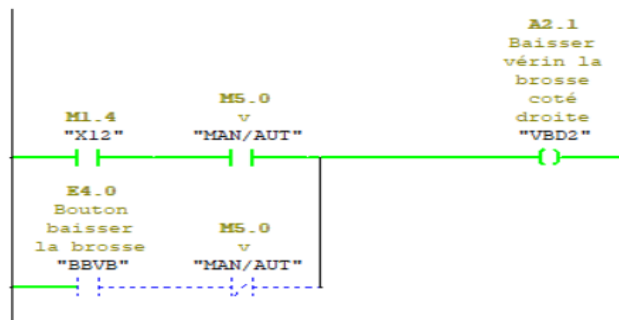 A2.1
Baisser
vérin la
brosse
coté
droite
"VBD2"
M1.4
"X12"
M5.0
v
"MAN/AUT"
E4.0
Bouton
baisser
la brosse
"BBVB"
M5.0
v
"MAN/AUT"